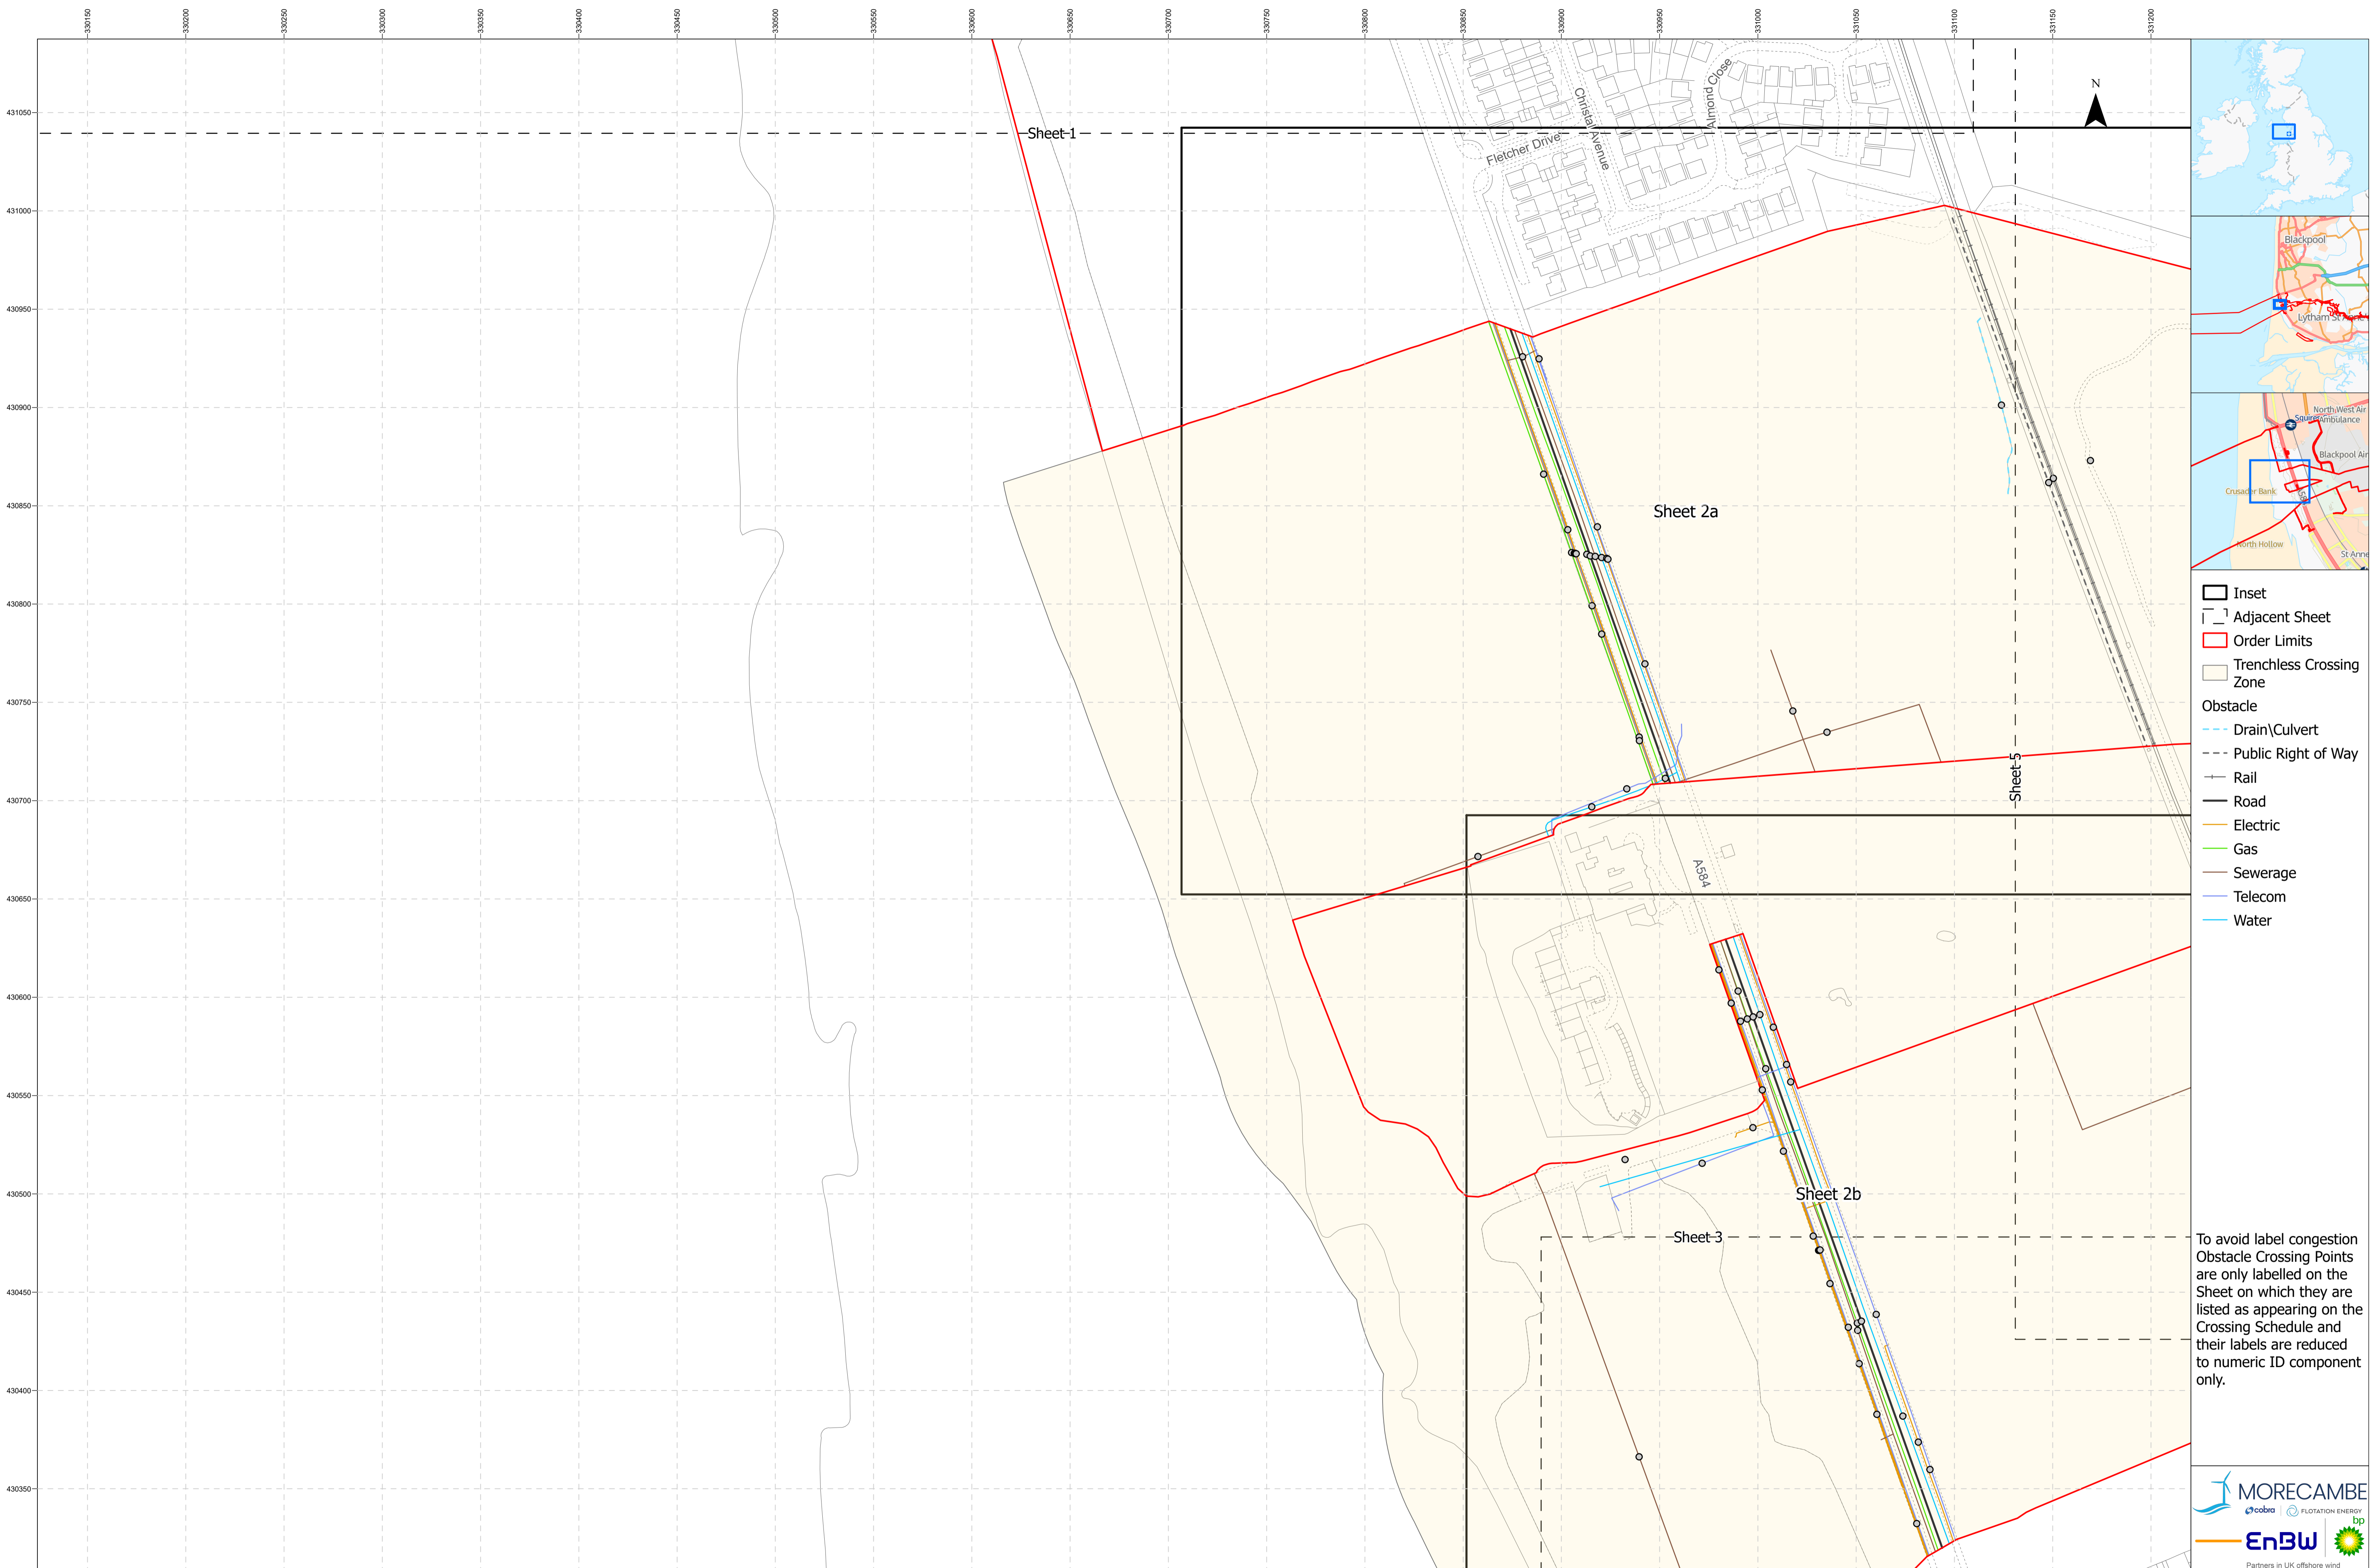 330150
330200
330250
330300
330350
330400
330450
330500
330550
330600
330650
330700
330750
330800
330850
330900
330950
331000
331050
331100
331150
331200
431050
431000
430950
430900
430850
430800
430750
430700
430650
430600
430550
430500
430450
430400
430350
Sheet 1
Fletcher Drive
Christal Avenue
Almond Close
N
Sheet 2a
Sheet 5
A584
Sheet 2b
Sheet 3
Blackpool
Lytham St Anne's
North West Air
Ambulance
Squires
Blackpool Air
Crusader Bank
North Hollow
St Anne
Inset
Adjacent Sheet
Order Limits
Trenchless Crossing
Zone
Obstacle
Drain\Culvert
Public Right of Way
Rail
Road
Electric
Gas
Sewerage
Telecom
Water
To avoid label congestion
Obstacle Crossing Points
are only labelled on the
Sheet on which they are
listed as appearing on the
Crossing Schedule and
their labels are reduced
to numeric ID component
only.
MORECAMBE
cobra FLOTATION ENERGY
EnBW bp
Partners in UK offshore wind